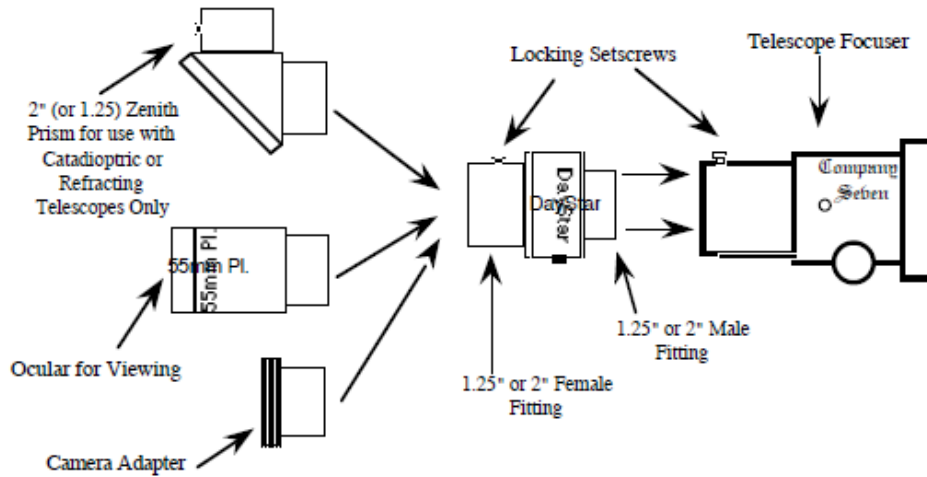 2" (or 1.25) Zenith
Prism for use with
Catadioptric or
Refracting
Telescopes Only
55mm Pl.
55mm Pl.
Ocular for Viewing
Camera Adapter
Locking Setscrews
DayStar
DayStar
1.25" or 2" Female
Fitting
1.25" or 2" Male
Fitting
Telescope Focuser
Company
Seven